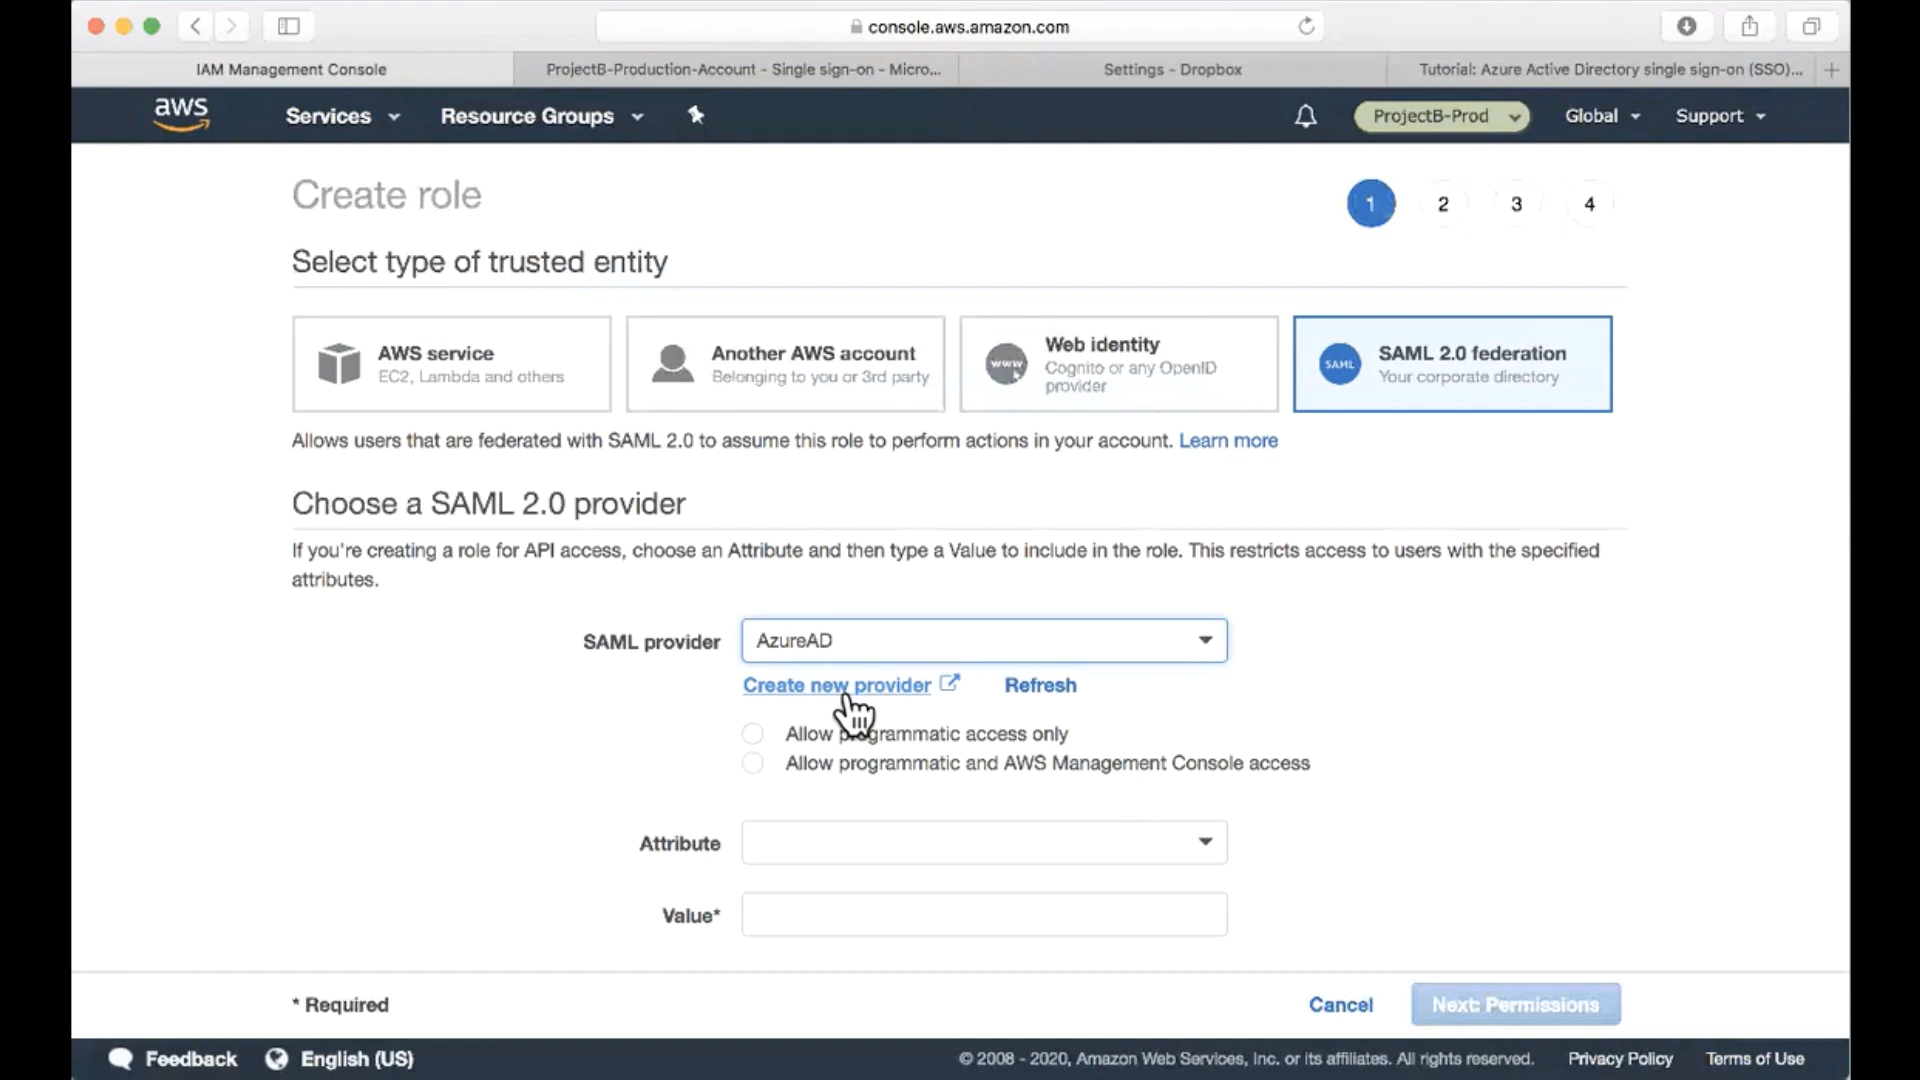 console.aws.amazon.com
IAM Management Console
ProjectB-Production-Account - Single sign-on - Micro...
Settings - Dropbox
Tutorial: Azure Active Directory single sign-on (SSO)...
aws
Services
Resource Groups
ProjectB-Prod
Global
Support
Create role
1
2
3
4
Select type of trusted entity
AWS service
EC2, Lambda and others
Another AWS account
Belonging to you or 3rd party
www
Web identity
Cognito or any OpenID
provider
SAML
SAML 2.0 federation
Your corporate directory
Allows users that are federated with SAML 2.0 to assume this role to perform actions in your account. Learn more
Choose a SAML 2.0 provider
If you're creating a role for API access, choose an Attribute and then type a Value to include in the role. This restricts access to users with the specified
attributes.
SAML provider
AzureAD
Create new provider
Refresh
Allow programmatic access only
Allow programmatic and AWS Management Console access
Attribute
Value*
* Required
Cancel
Next: Permissions
Feedback
English (US)
© 2008 - 2020, Amazon Web Services, Inc. or its affiliates. All rights reserved.
Privacy Policy
Terms of Use